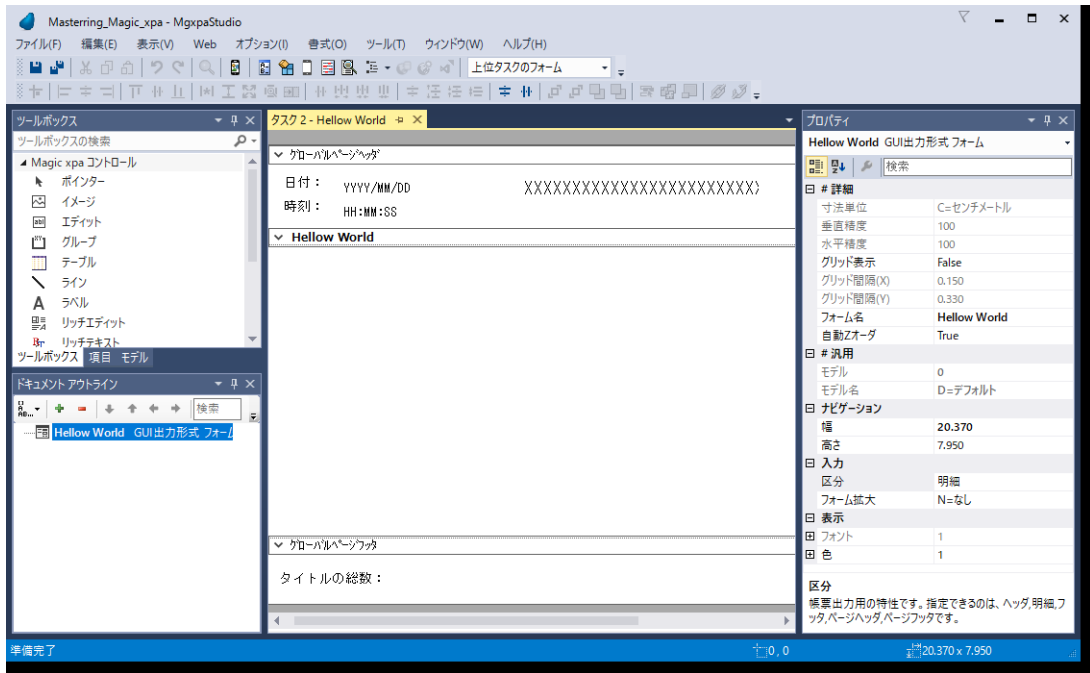 Masterring_Magic_xpa - MgxpaStudio
ファイル(F) 編集(E) 表示(V) Web オプション(I) 書式(O) ツール(T) ウィンドウ(W) ヘルプ(H)
上位タスクのフォーム
ツールボックス
ツールボックスの検索
Magic xpa コントロール
ポインター
イメージ
エディット
グループ
テーブル
ライン
ラベル
リッチエディット
リッチテキスト
ツールボックス 項目 モデル
ドキュメント アウトライン
検索
Hellow World GUI出力形式 フォーム
タスク 2 - Hellow World
グローバルページヘッダ
日付: YYYY/MM/DD XXXXXXXXXXXXXXXXXXXXXXXXX
時刻: HH:MM:SS
Hellow World
グローバルページフッタ
タイトルの総数:
プロパティ
Hellow World GUI出力形式 フォーム
検索
# 詳細
寸法単位 C=センチメートル
垂直精度 100
水平精度 100
グリッド表示 False
グリッド間隔(X) 0.150
グリッド間隔(Y) 0.330
フォーム名 Hellow World
自動Zオーダ True
# 汎用
モデル 0
モデル名 D=デフォルト
ナビゲーション
幅 20.370
高さ 7.950
入力
区分 明細
フォーム拡大 N=なし
表示
フォント 1
色 1
区分
帳票出力用の特性です。指定できるのは、ヘッダ,明細,フ
ッタ,ページヘッダ,ページフッタです。
準備完了 0 , 0 20.370 x 7.950